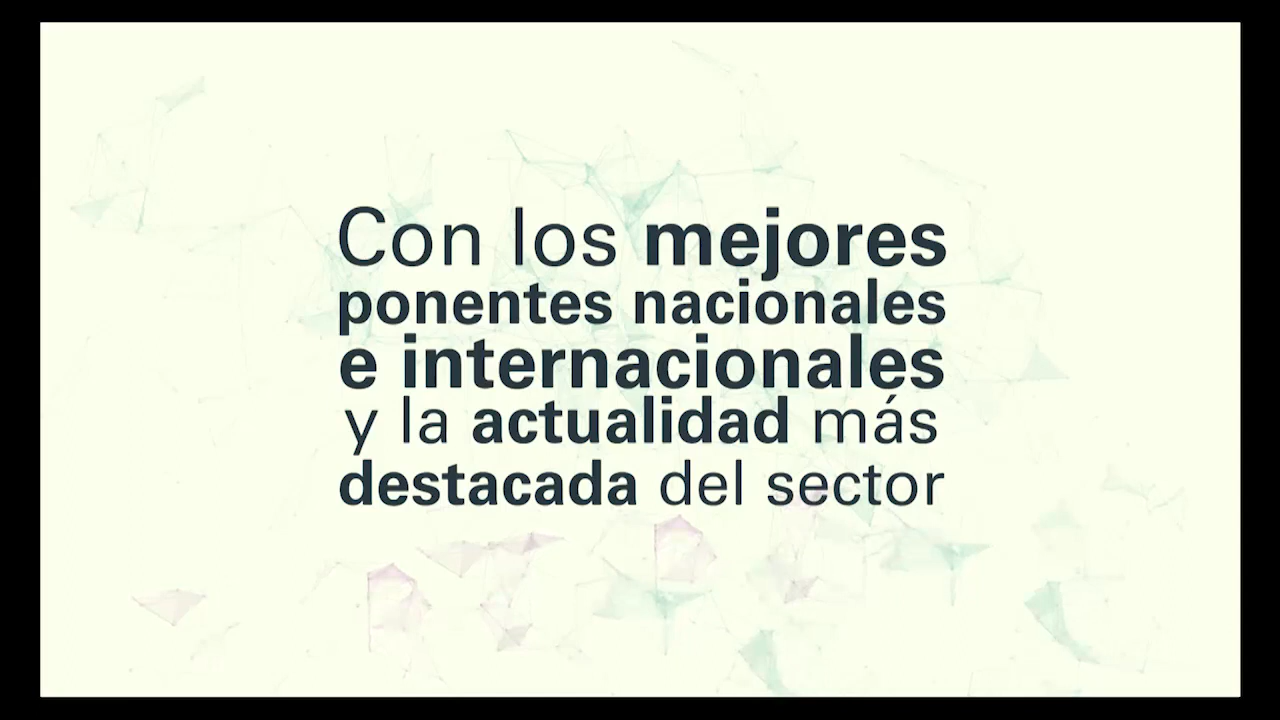 Con los mejores
ponentes nacionales
e internacionales
y la actualidad más
destacada del sector